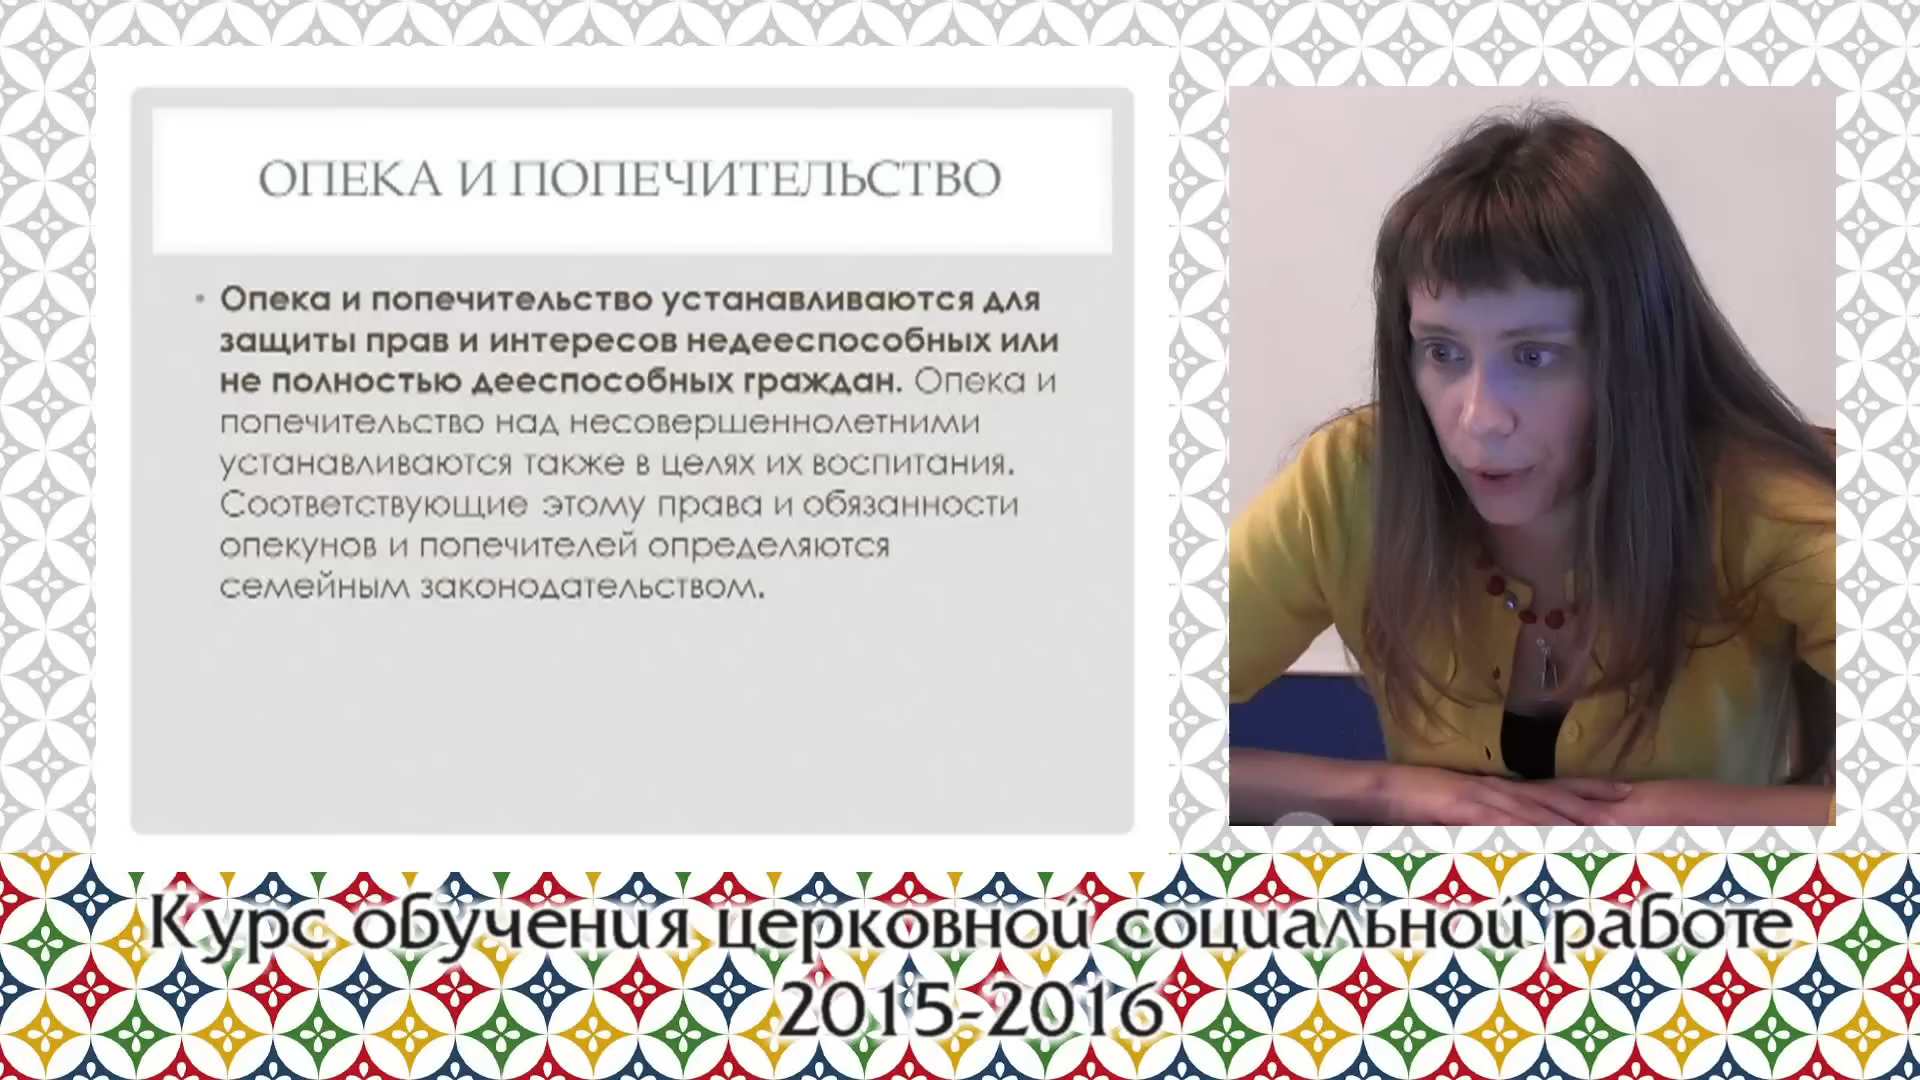 ОПЕКА И ПОПЕЧИТЕЛЬСТВО
• Опека и попечительство устанавливаются для
защиты прав и интересов недееспособных или
не полностью дееспособных граждан. Опека и
попечительство над несовершеннолетними
устанавливаются также в целях их воспитания.
Соответствующие этому права и обязанности
опекунов и попечителей определяются
семейным законодательством.
Курс обучения церковной социальной работе
2015-2016